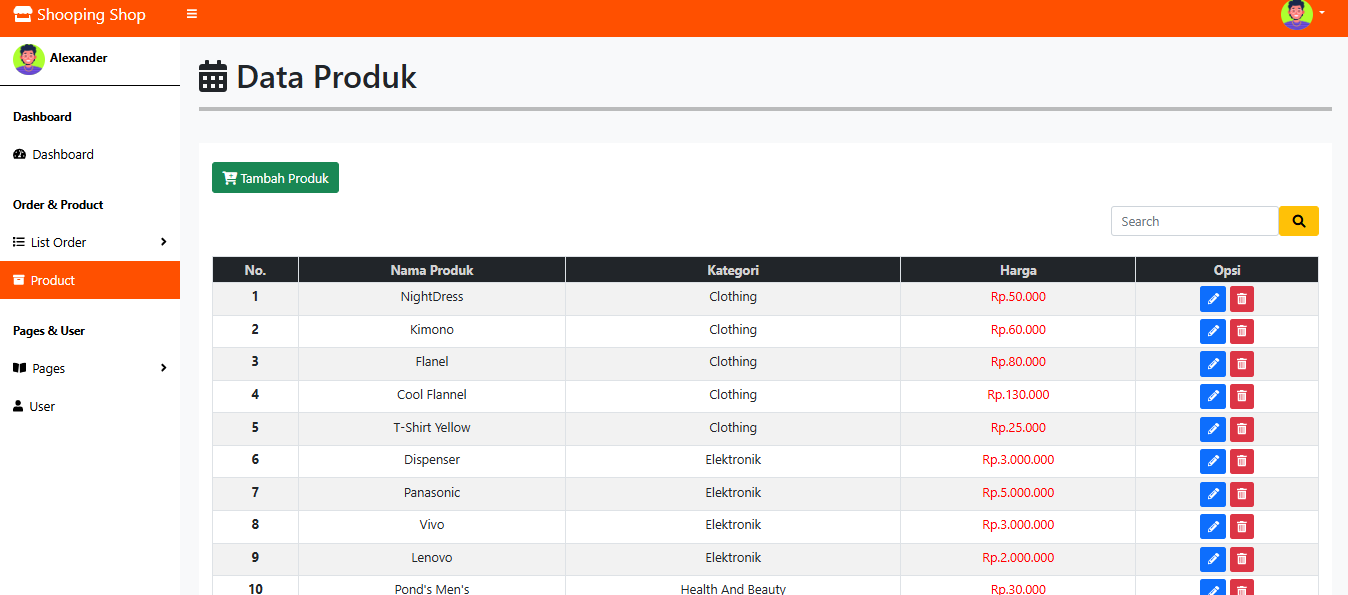 Shooping Shop
Alexander
Dashboard
Dashboard
Order & Product
List Order
Product
Pages & User
Pages
User
Data Produk
Tambah Produk
Search
No. Nama Produk Kategori Harga Opsi
1 NightDress Clothing Rp.50.000
2 Kimono Clothing Rp.60.000
3 Flanel Clothing Rp.80.000
4 Cool Flannel Clothing Rp.130.000
5 T-Shirt Yellow Clothing Rp.25.000
6 Dispenser Elektronik Rp.3.000.000
7 Panasonic Elektronik Rp.5.000.000
8 Vivo Elektronik Rp.3.000.000
9 Lenovo Elektronik Rp.2.000.000
10 Pond's Men's Health And Beauty Rp.30.000